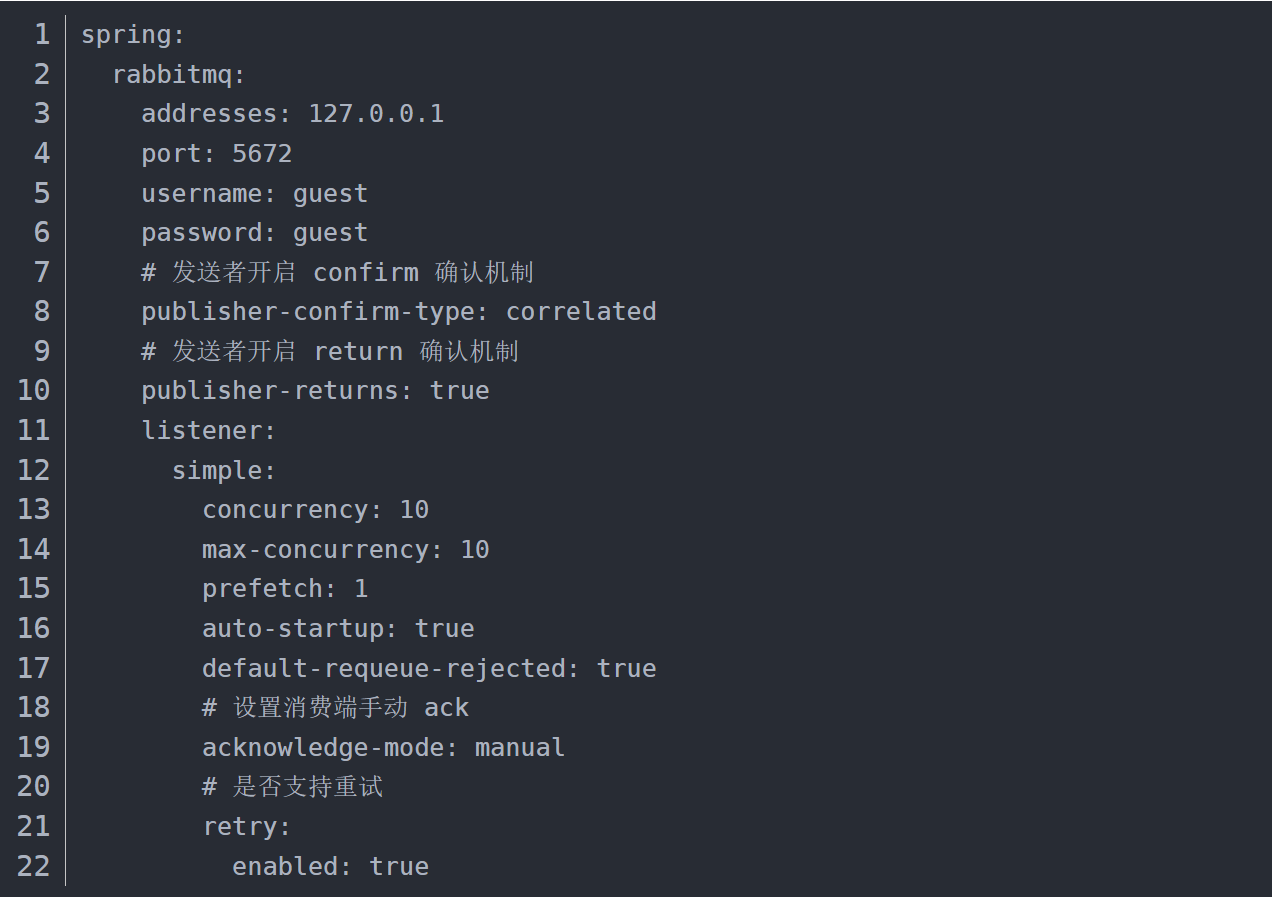 1 spring:
2   rabbitmq:
3     addresses: 127.0.0.1
4     port: 5672
5     username: guest
6     password: guest
7     # 发送者开启 confirm 确认机制
8     publisher-confirm-type: correlated
9     # 发送者开启 return 确认机制
10     publisher-returns: true
11     listener:
12       simple:
13         concurrency: 10
14         max-concurrency: 10
15         prefetch: 1
16         auto-startup: true
17         default-requeue-rejected: true
18         # 设置消费端手动 ack
19         acknowledge-mode: manual
20         # 是否支持重试
21         retry:
22           enabled: true